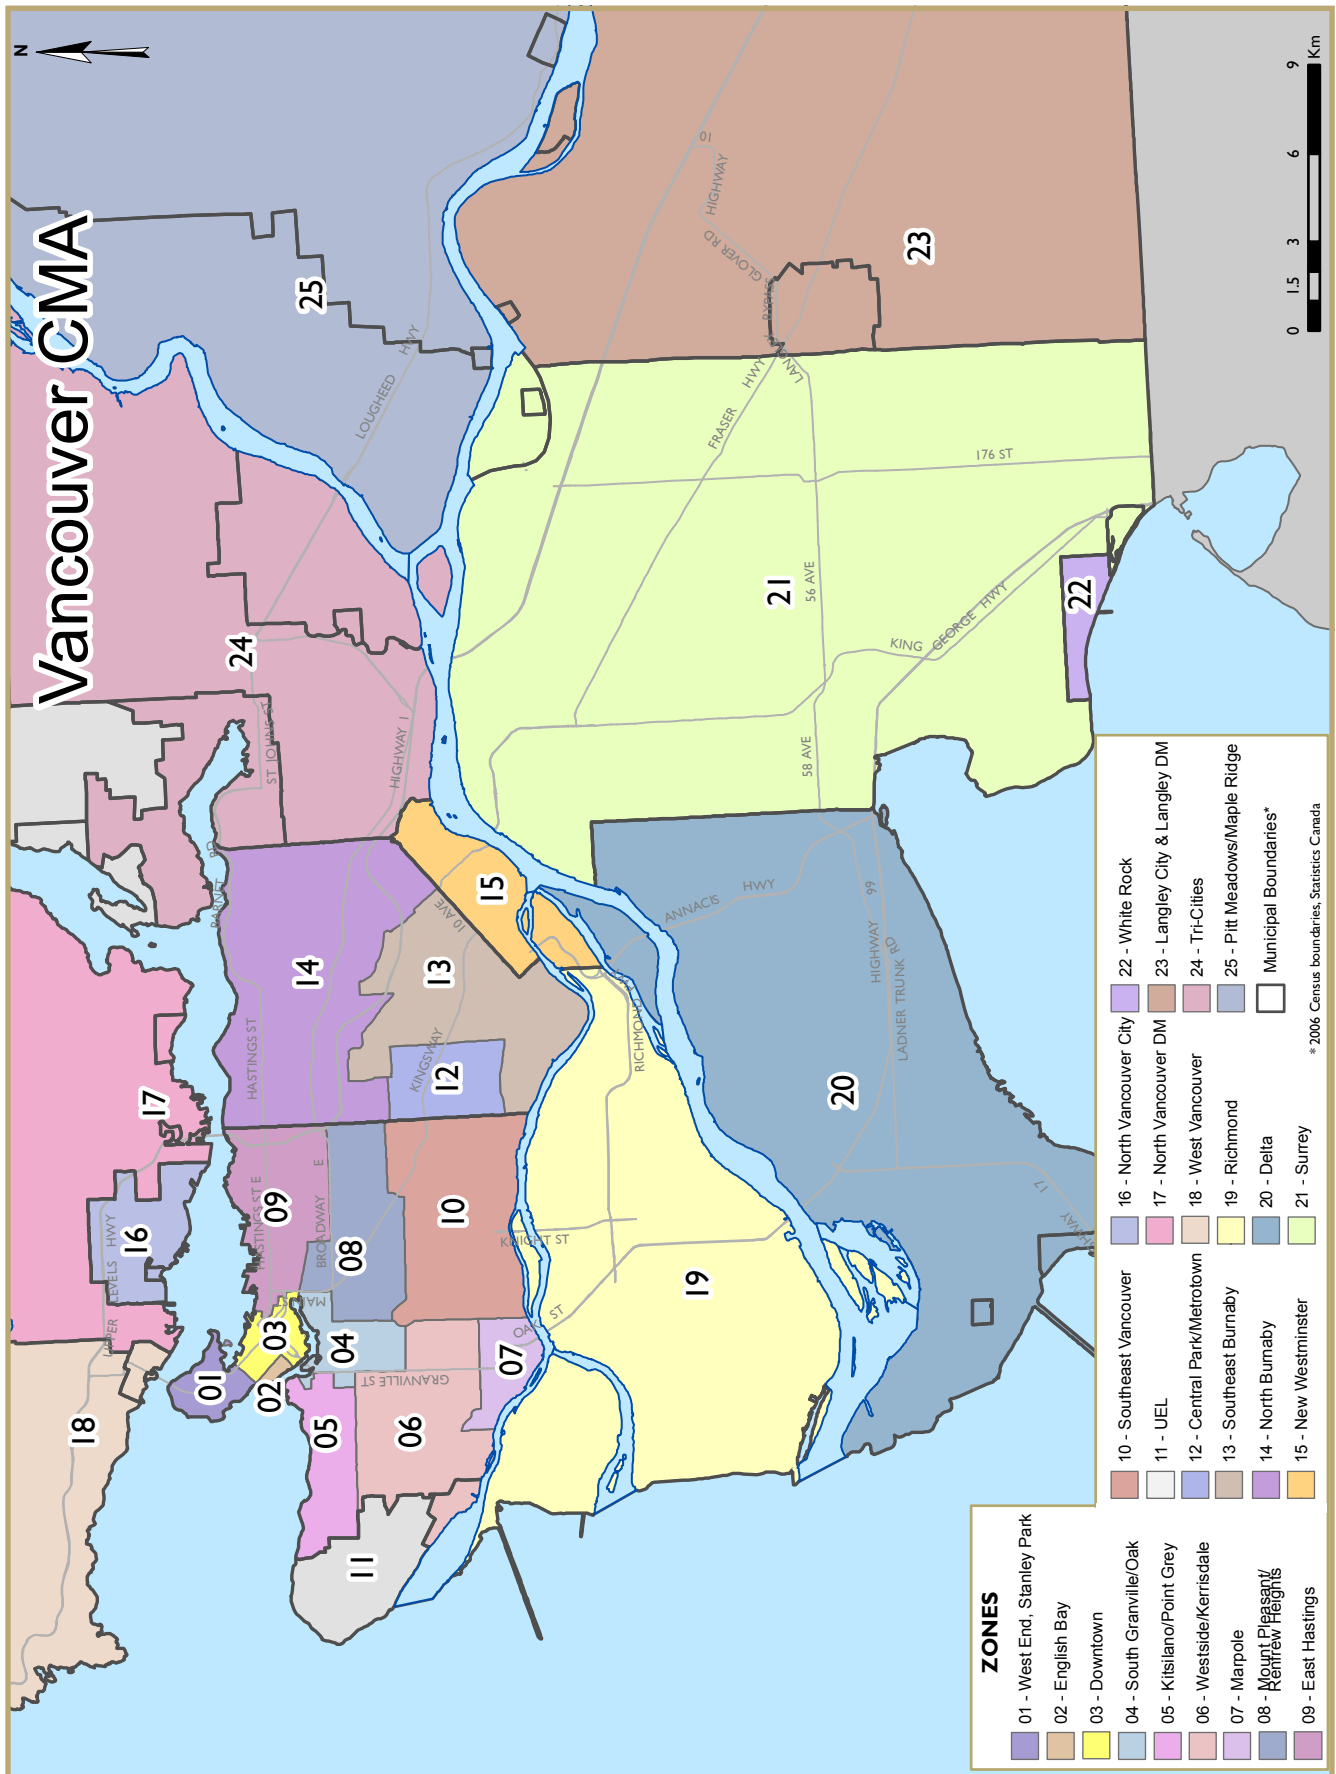 Vancouver CMA
N
18
UPPER LEVELS HWY
16
17
01
03
02
04
05
06
07
08
09
10
11
12
13
14
15
19
20
21
22
23
24
25
HASTINGS ST E
HASTINGS ST
BARNET RD
ST JOHNS ST
BROADWAY E
MAIN ST
GRANVILLE ST
OAK ST
KNIGHT ST
KINGSWAY
10 AVE
HIGHWAY 1
LOUGHEED HWY
RICHMOND
ANNACIS HWY
HIGHWAY 99
LADNER TRUNK RD
HIGHWAY 17
58 AVE
56 AVE
KING GEORGE HWY
176 ST
FRASER HWY
LANGLEY BYPASS
GLOVER RD
HIGHWAY 10
0 1.5 3 6 9 Km
ZONES
01 - West End, Stanley Park
02 - English Bay
03 - Downtown
04 - South Granville/Oak
05 - Kitsilano/Point Grey
06 - Westside/Kerrisdale
07 - Marpole
08 - Mount Pleasant/
Renfrew Heights
09 - East Hastings
10 - Southeast Vancouver
11 - UEL
12 - Central Park/Metrotown
13 - Southeast Burnaby
14 - North Burnaby
15 - New Westminster
16 - North Vancouver City
17 - North Vancouver DM
18 - West Vancouver
19 - Richmond
20 - Delta
21 - Surrey
22 - White Rock
23 - Langley City & Langley DM
24 - Tri-Cities
25 - Pitt Meadows/Maple Ridge
Municipal Boundaries*
* 2006 Census boundaries, Statistics Canada